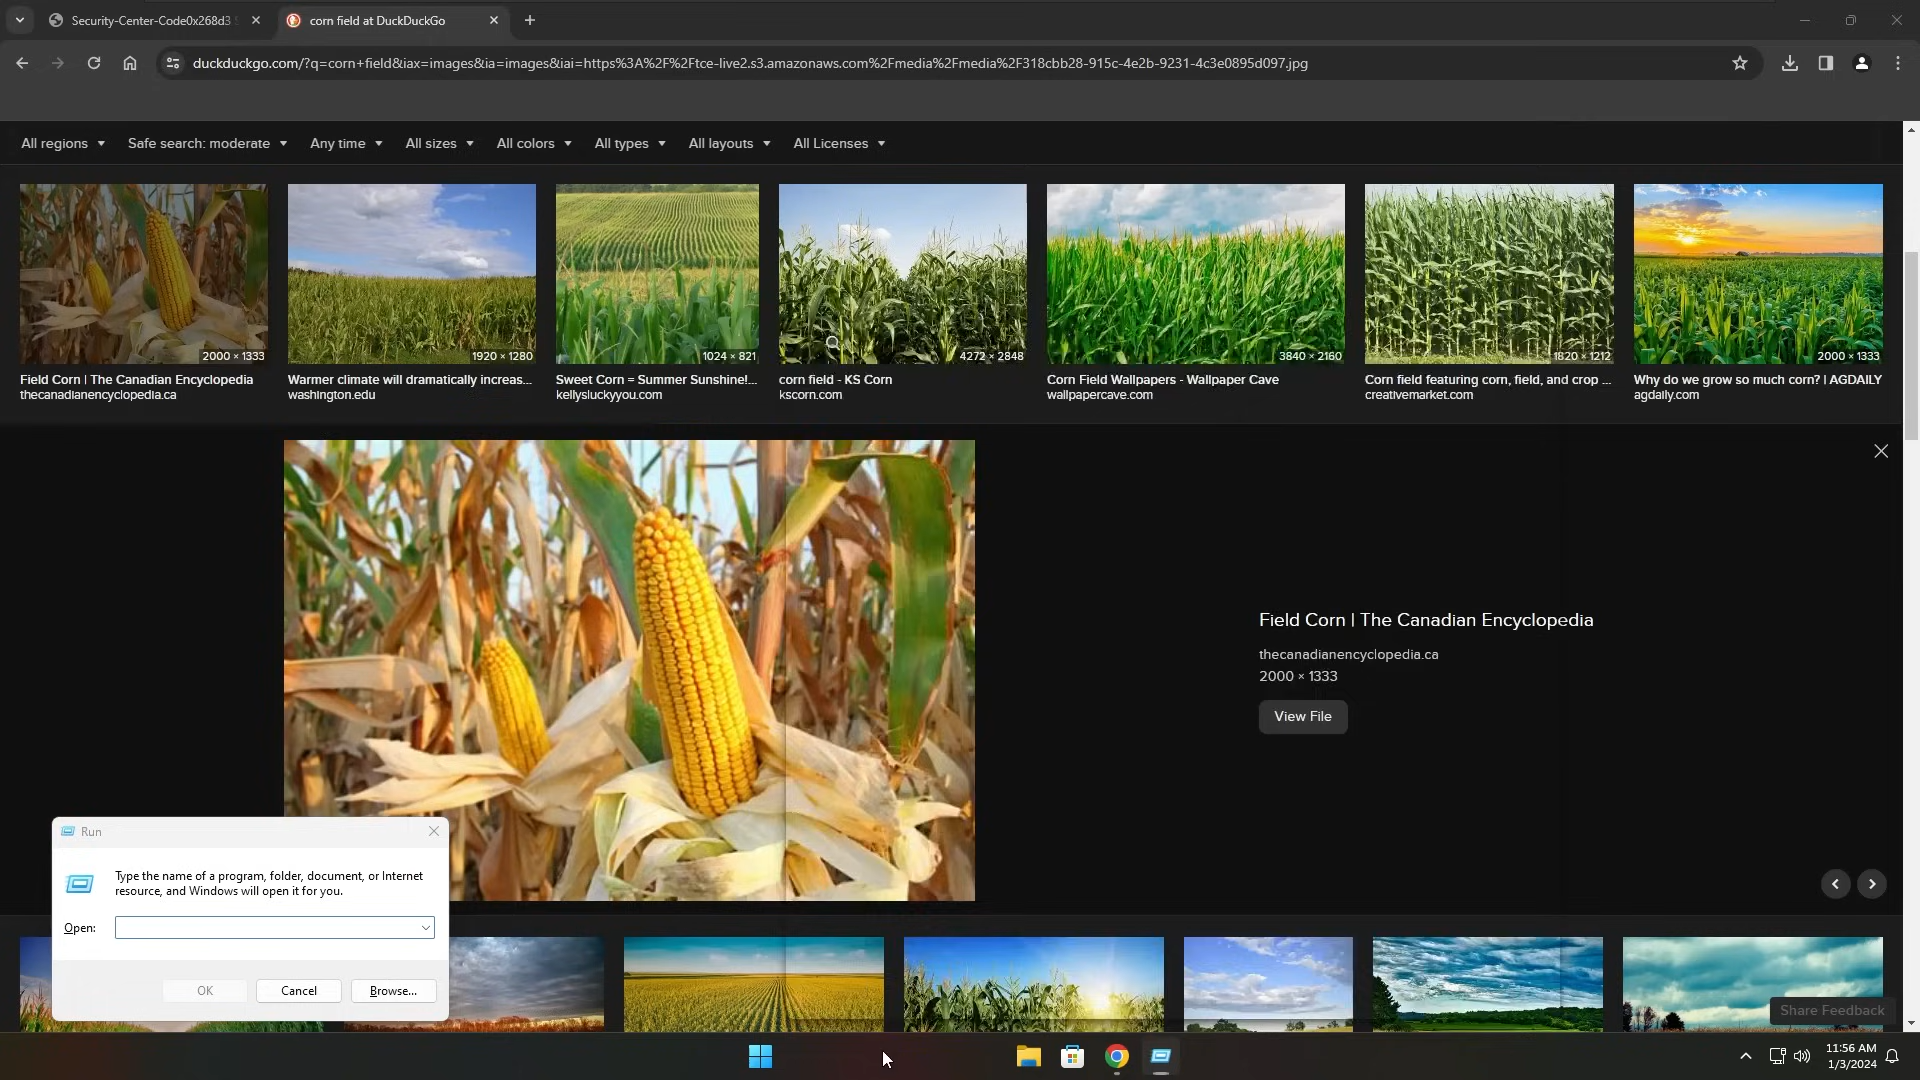 Security-Center-Code0x268d3
corn field at DuckDuckGo
duckduckgo.com/?q=corn+field&iax=images&ia=images&iai=https%3A%2F%2Ftce-live2.s3.amazonaws.com%2Fmedia%2Fmedia%2F318cbb28-915c-4e2b-9231-4c3e0895d097.jpg
All regions Safe search: moderate Any time All sizes All colors All types All layouts All Licenses
2000 × 1333 1920 × 1280 1024 × 821 4272 × 2848 3840 × 2160 1820 × 1212 2000 × 1333
Field Corn | The Canadian Encyclopedia
thecanadianencyclopedia.ca
Warmer climate will dramatically increas...
washington.edu
Sweet Corn = Summer Sunshine!...
kellysluckyyou.com
corn field - KS Corn
kscorn.com
Corn Field Wallpapers - Wallpaper Cave
wallpapercave.com
Corn field featuring corn, field, and crop ...
creativemarket.com
Why do we grow so much corn? | AGDAILY
agdaily.com
Field Corn | The Canadian Encyclopedia
thecanadianencyclopedia.ca
2000 × 1333
View File
Run
Type the name of a program, folder, document, or Internet
resource, and Windows will open it for you.
Open:
OK Cancel Browse...
Share Feedback
11:56 AM
1/3/2024